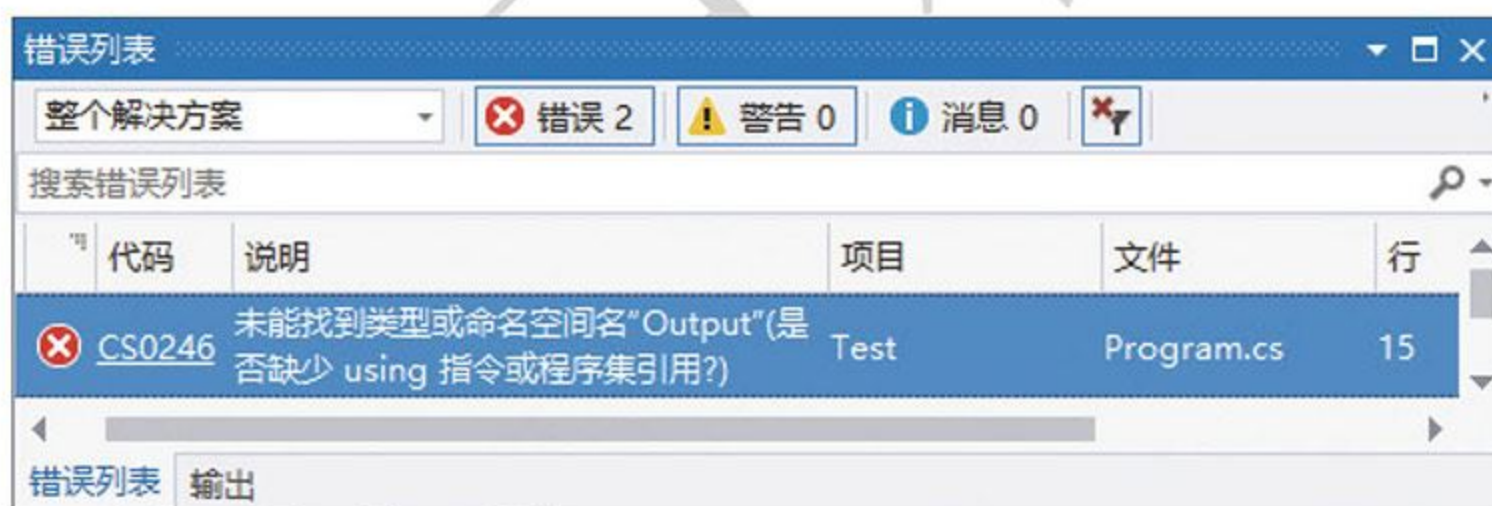 错误列表
整个解决方案 错误 2 警告 0 消息 0
搜索错误列表
代码 说明 项目 文件 行
CS0246 未能找到类型或命名空间名“Output”(是 Test Program.cs 15
否缺少 using 指令或程序集引用?)
错误列表 输出